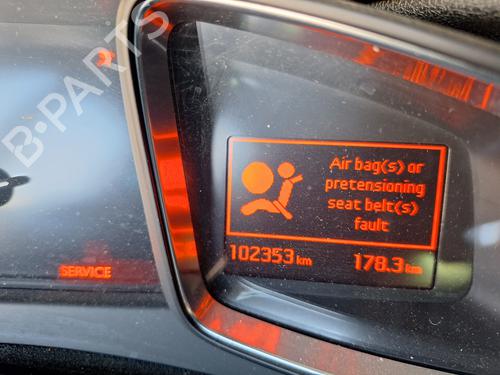 B-PARTS
Air bag(s) or
pretensioning
seat belt(s)
fault
102353 km 178.3 km
SERVICE